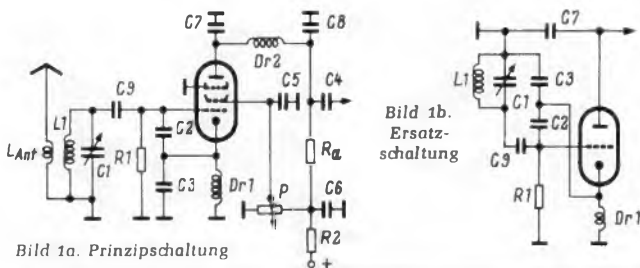 C7
C8
Dr2
C9
C5
C4
L1
C2
LAnt
C1
R1
Ra
C3
Dr1
P
C6
R2
+
Bild 1a. Prinzipschaltung
C7
L1
C3
C1
Bild 1b.
Ersatz-
schaltung
C2
C9
R1
Dr1